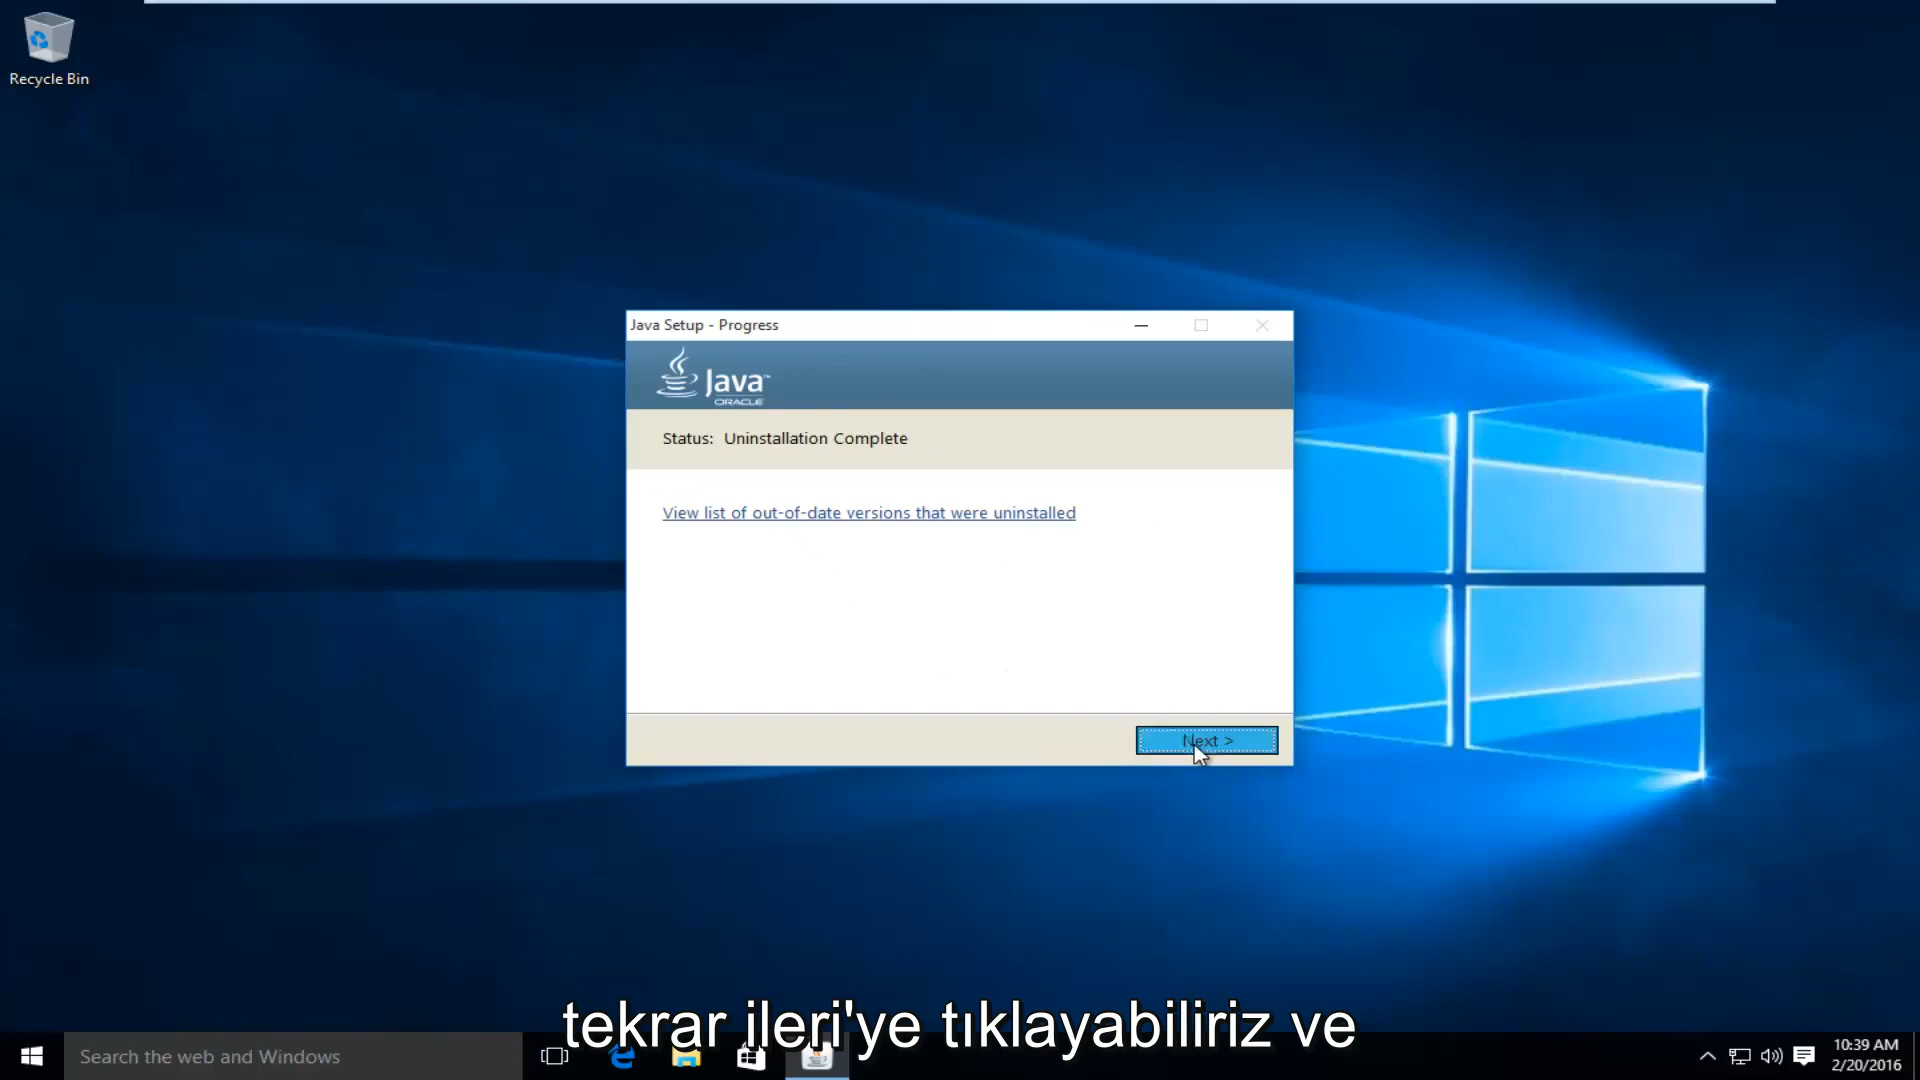 Recycle Bin
Java Setup - Progress
Java™
ORACLE
Status: Uninstallation Complete
View list of out-of-date versions that were uninstalled
Next >
tekrar ileri'ye tıklayabiliriz ve
Search the web and Windows
10:39 AM
2/20/2016